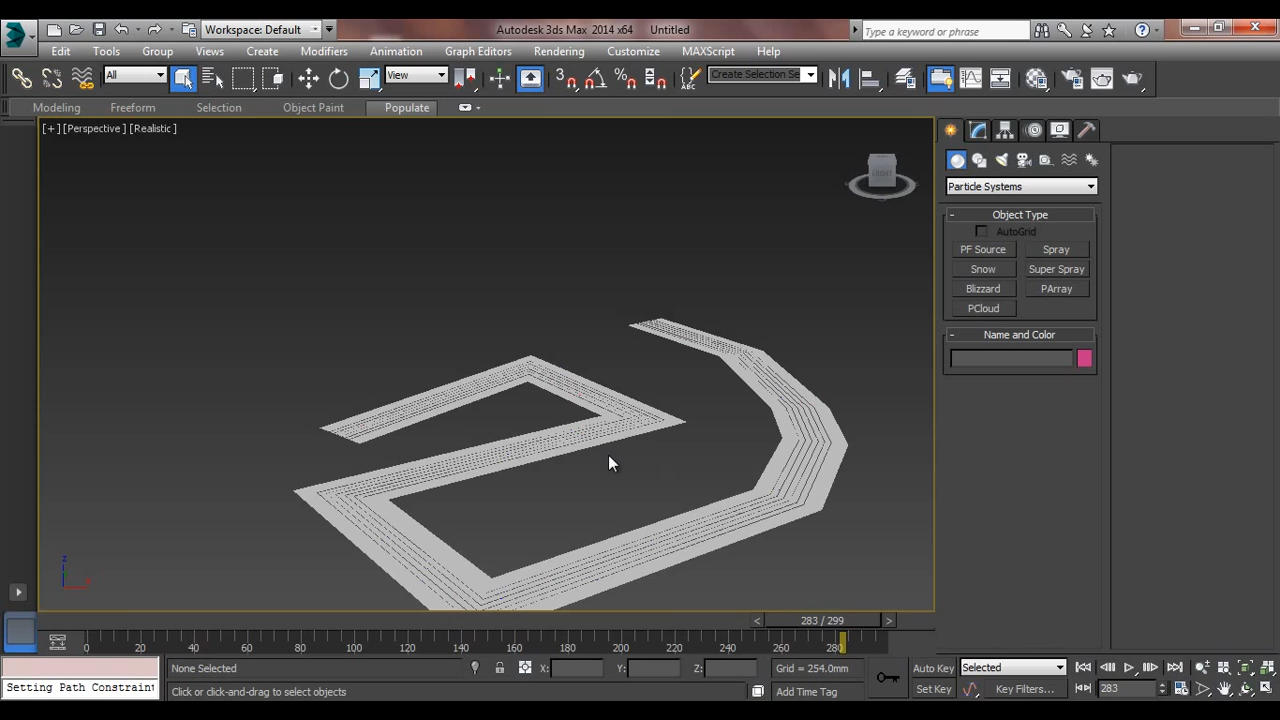 Workspace: Default
Autodesk 3ds Max 2014 x64 Untitled
Type a keyword or phrase
Edit Tools Group Views Create Modifiers Animation Graph Editors Rendering Customize MAXScript Help
All View Create Selection Se
Modeling Freeform Selection Object Paint Populate
[+] [Perspective] [Realistic]
FRONT
Particle Systems
- Object Type
AutoGrid
PF Source Spray
Snow Super Spray
Blizzard PArray
PCloud
- Name and Color
z
< 283 / 299 >
0 20 40 60 80 100 120 140 160 180 200 220 240 260 280
None Selected X: Y: Z: Grid = 254.0mm Auto Key Selected
Setting Path Constraint Click or click-and-drag to select objects Add Time Tag Set Key Key Filters... 283